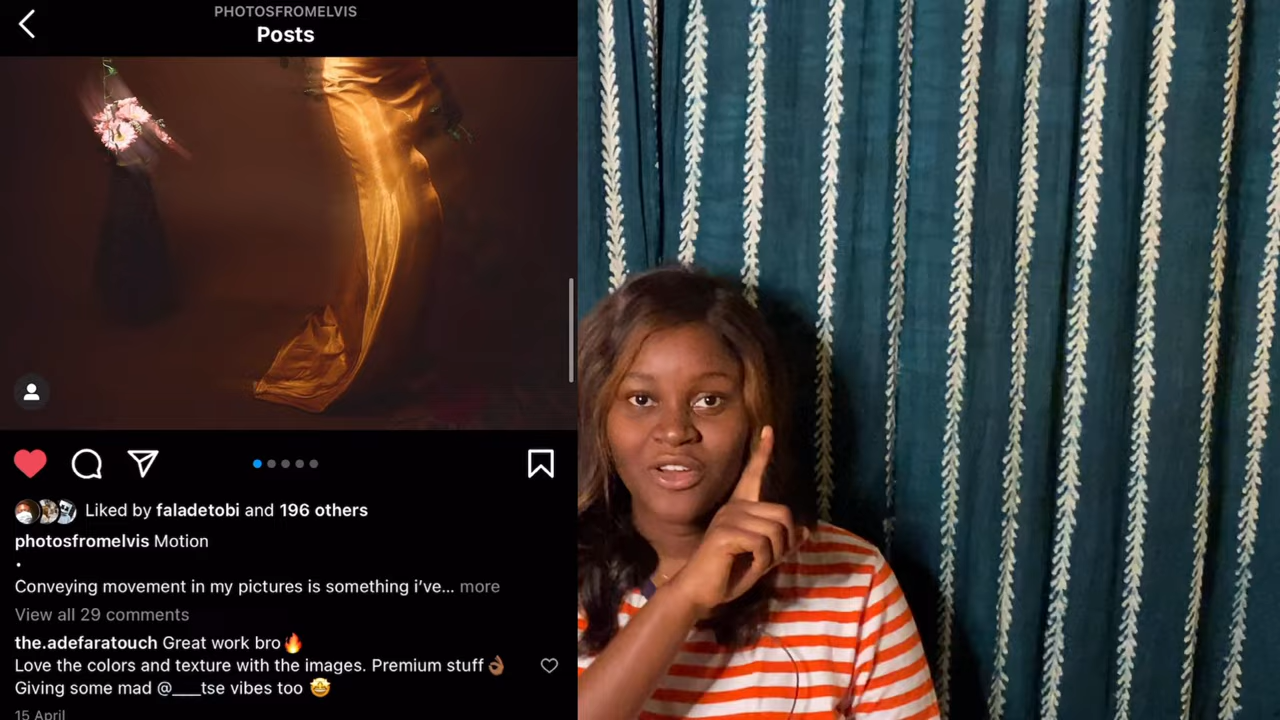 PHOTOSFROMELVIS
Posts
Liked by faladetobi and 196 others
photosfromelvis Motion
.
Conveying movement in my pictures is something i've... more
View all 29 comments
the.adefaratouch Great work bro🔥
Love the colors and texture with the images. Premium stuff👌🏾
Giving some mad @____tse vibes too 🤩
15 April